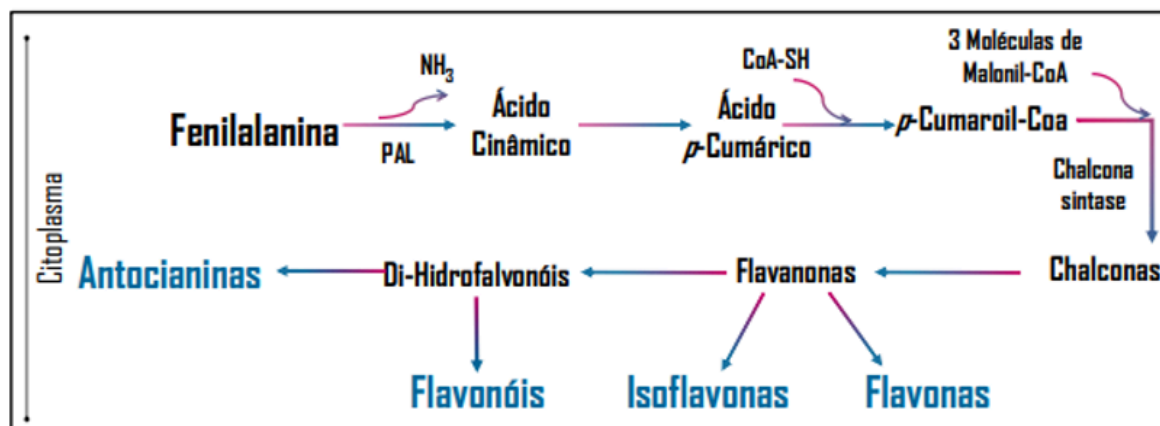 3 Moléculas de
Malonil-CoA
NH3
CoA-SH
Fenilalanina
PAL
Ácido
Cinâmico
Ácido
p-Cumárico
p-Cumaroil-Coa
Chalcona
sintase
Citoplasma
Antocianinas
Di-Hidrofalvonóis
Flavanonas
Chalconas
Flavonóis
Isoflavonas
Flavonas